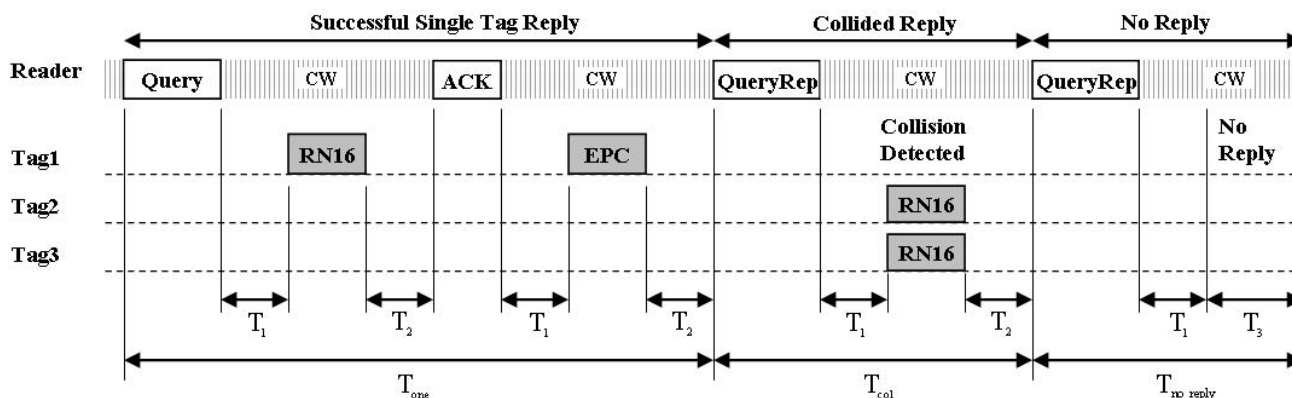 Successful Single Tag Reply Collided Reply No Reply
Reader Query CW ACK CW QueryRep CW QueryRep CW
Collision No
Tag1 RN16 EPC Detected Reply
Tag2 RN16
Tag3 RN16
T1 T2 T1 T2 T1 T2 T1 T3
Tone Tcol Tno reply